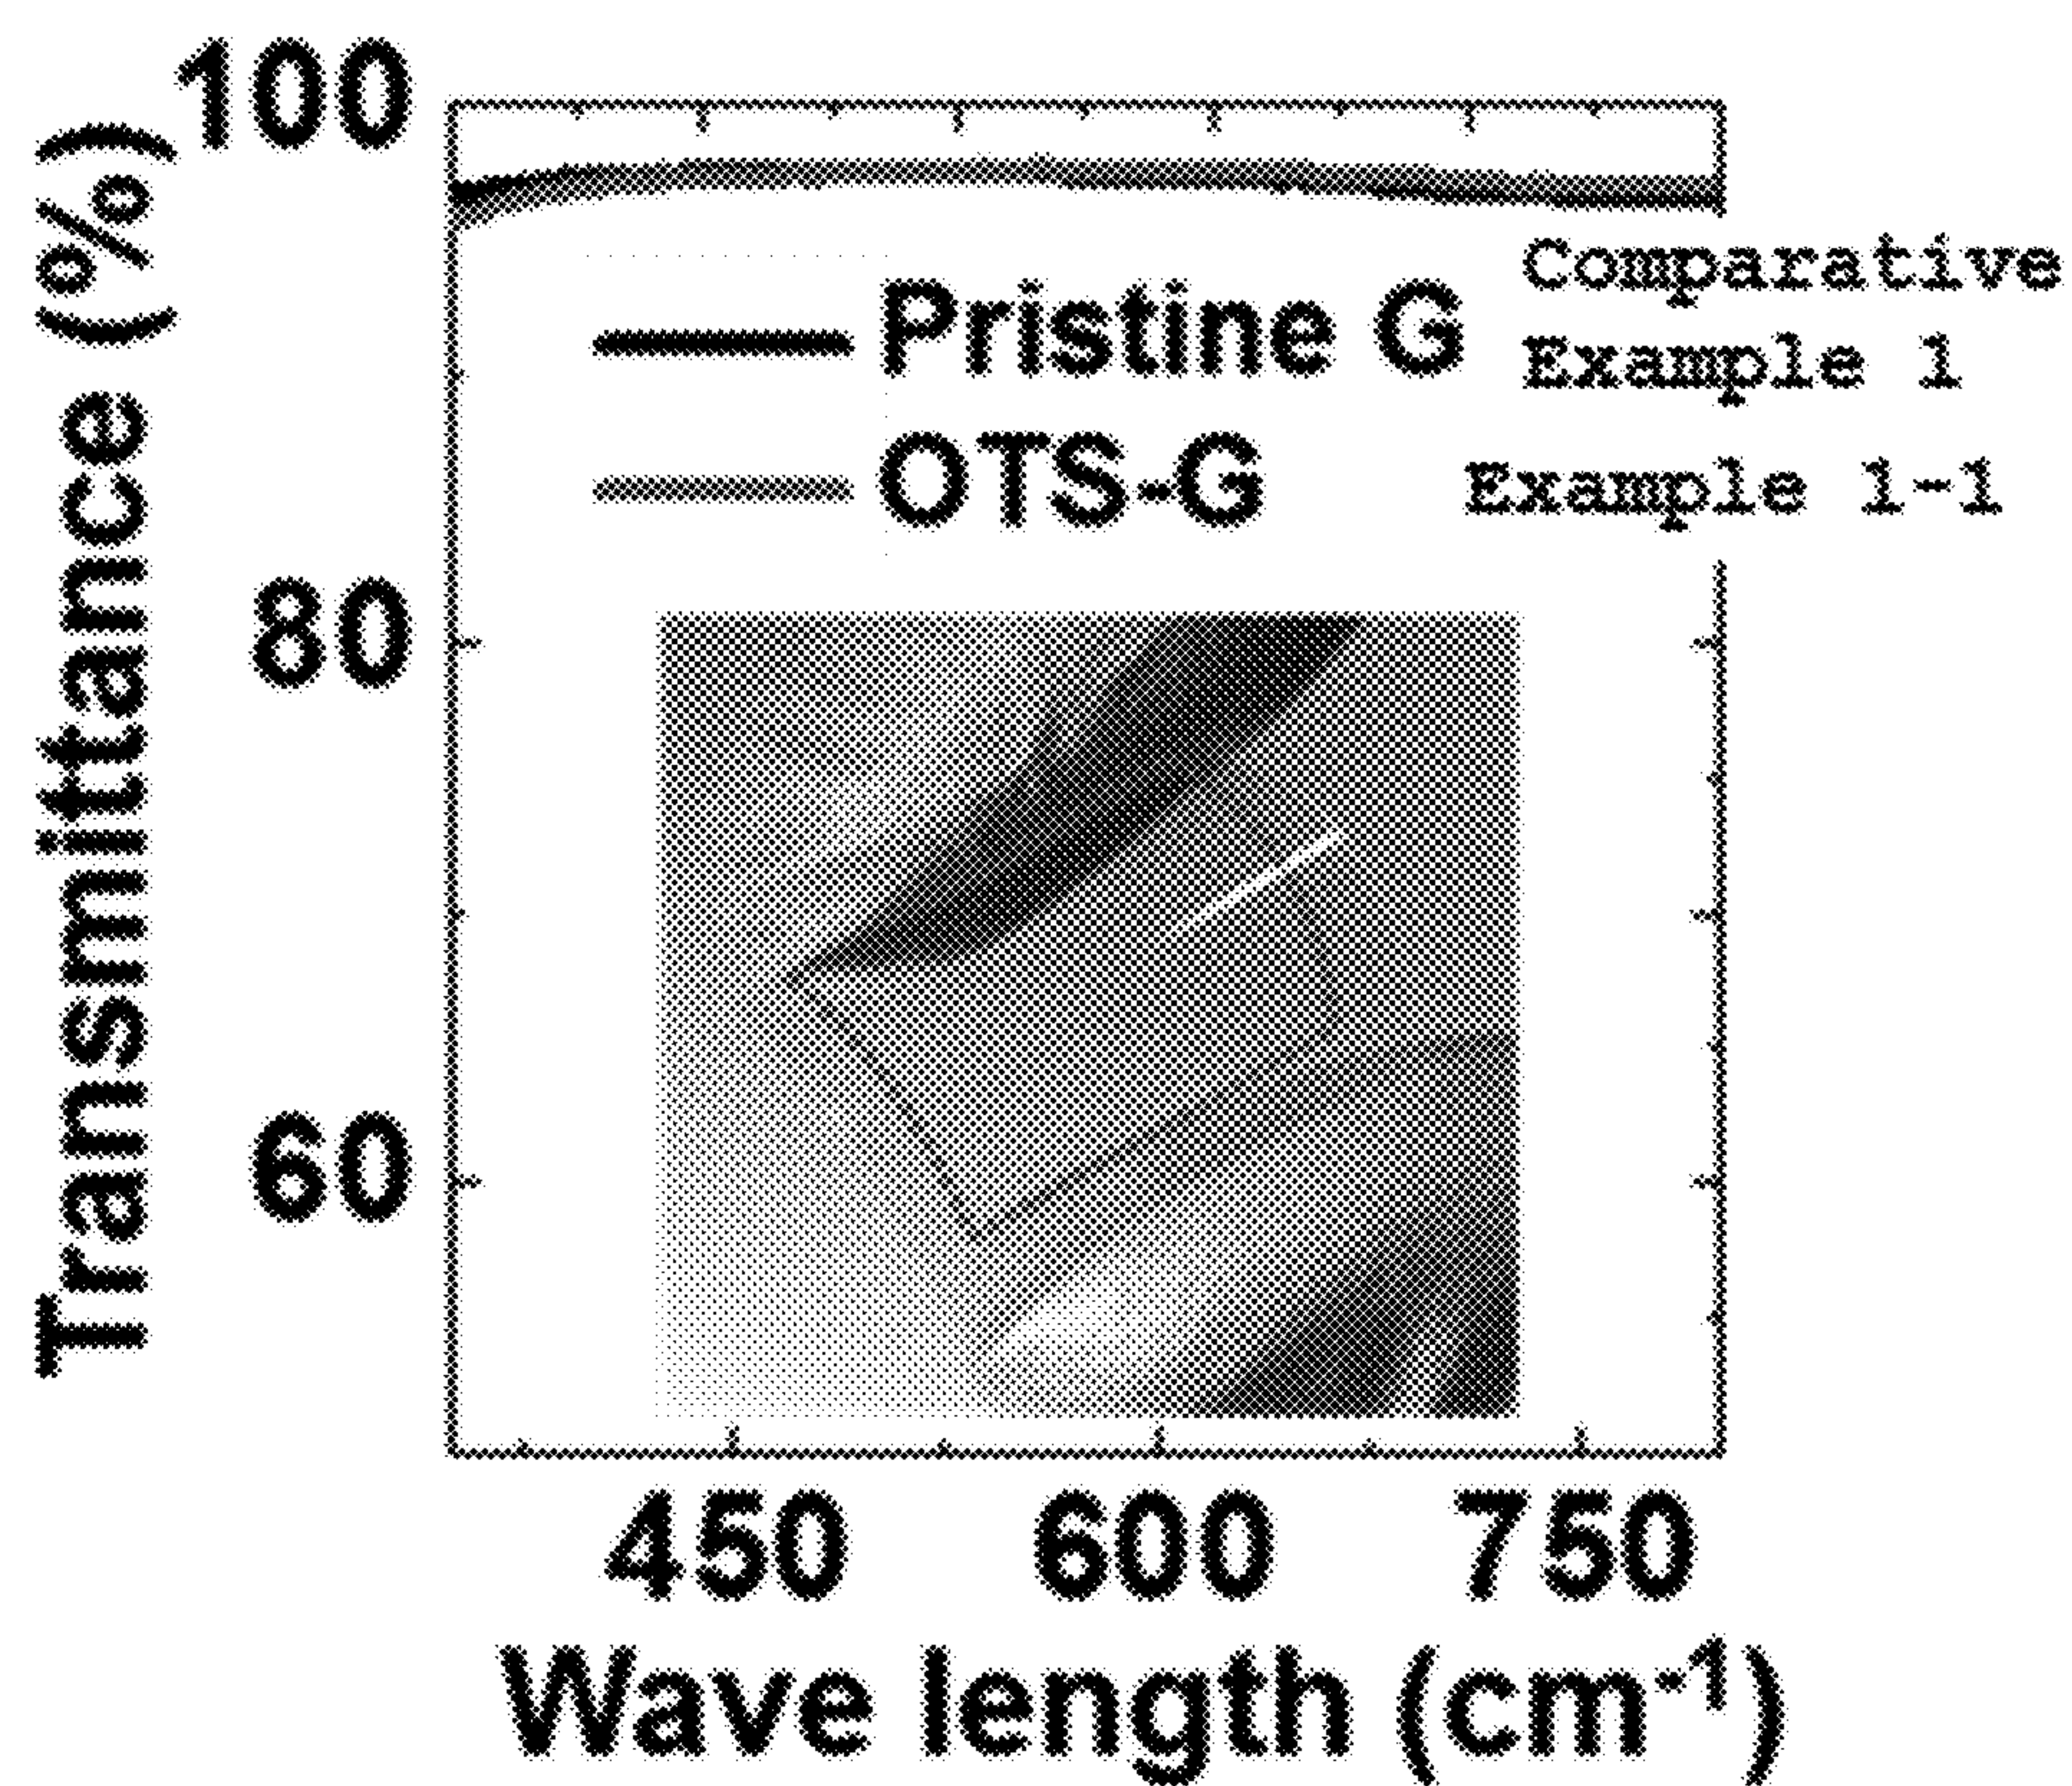 100
80
60
Transmittance (%)
Pristine G
Comparative
Example 1
OTS-G
Example 1-1
450
600
750
Wave length (cm-1)